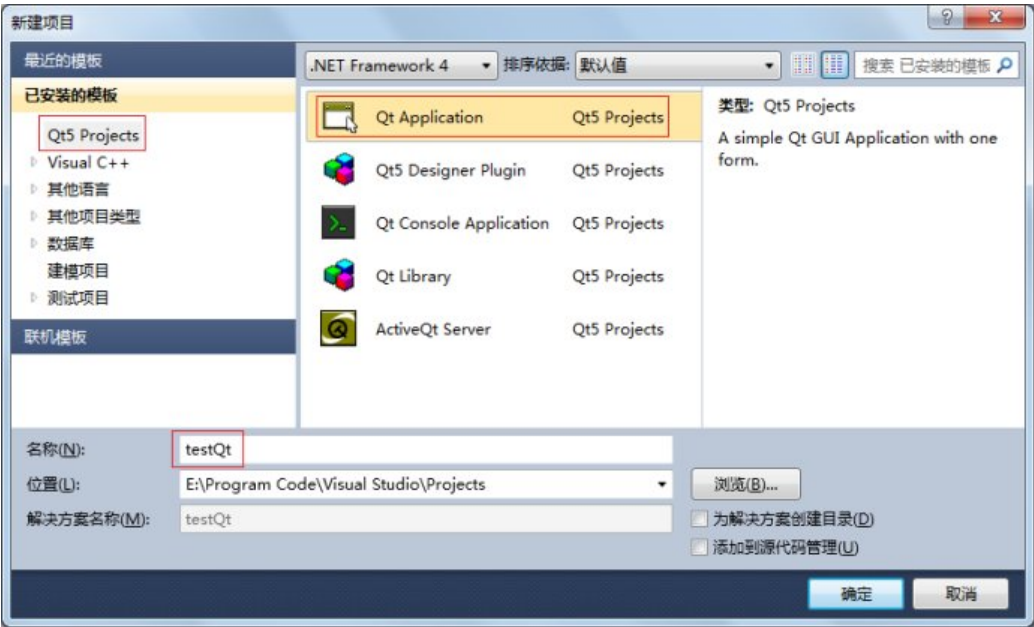 新建项目
最近的模板
已安装的模板
Qt5 Projects
Visual C++
其他语言
其他项目类型
数据库
建模项目
测试项目
联机模板
.NET Framework 4 排序依据: 默认值 搜索 已安装的模板
Qt Application Qt5 Projects
Qt5 Designer Plugin Qt5 Projects
Qt Console Application Qt5 Projects
Qt Library Qt5 Projects
ActiveQt Server Qt5 Projects
类型: Qt5 Projects
A simple Qt GUI Application with one
form.
名称(N): testQt
位置(L): E:\Program Code\Visual Studio\Projects 浏览(B)...
解决方案名称(M): testQt 为解决方案创建目录(D)
添加到源代码管理(U)
确定 取消